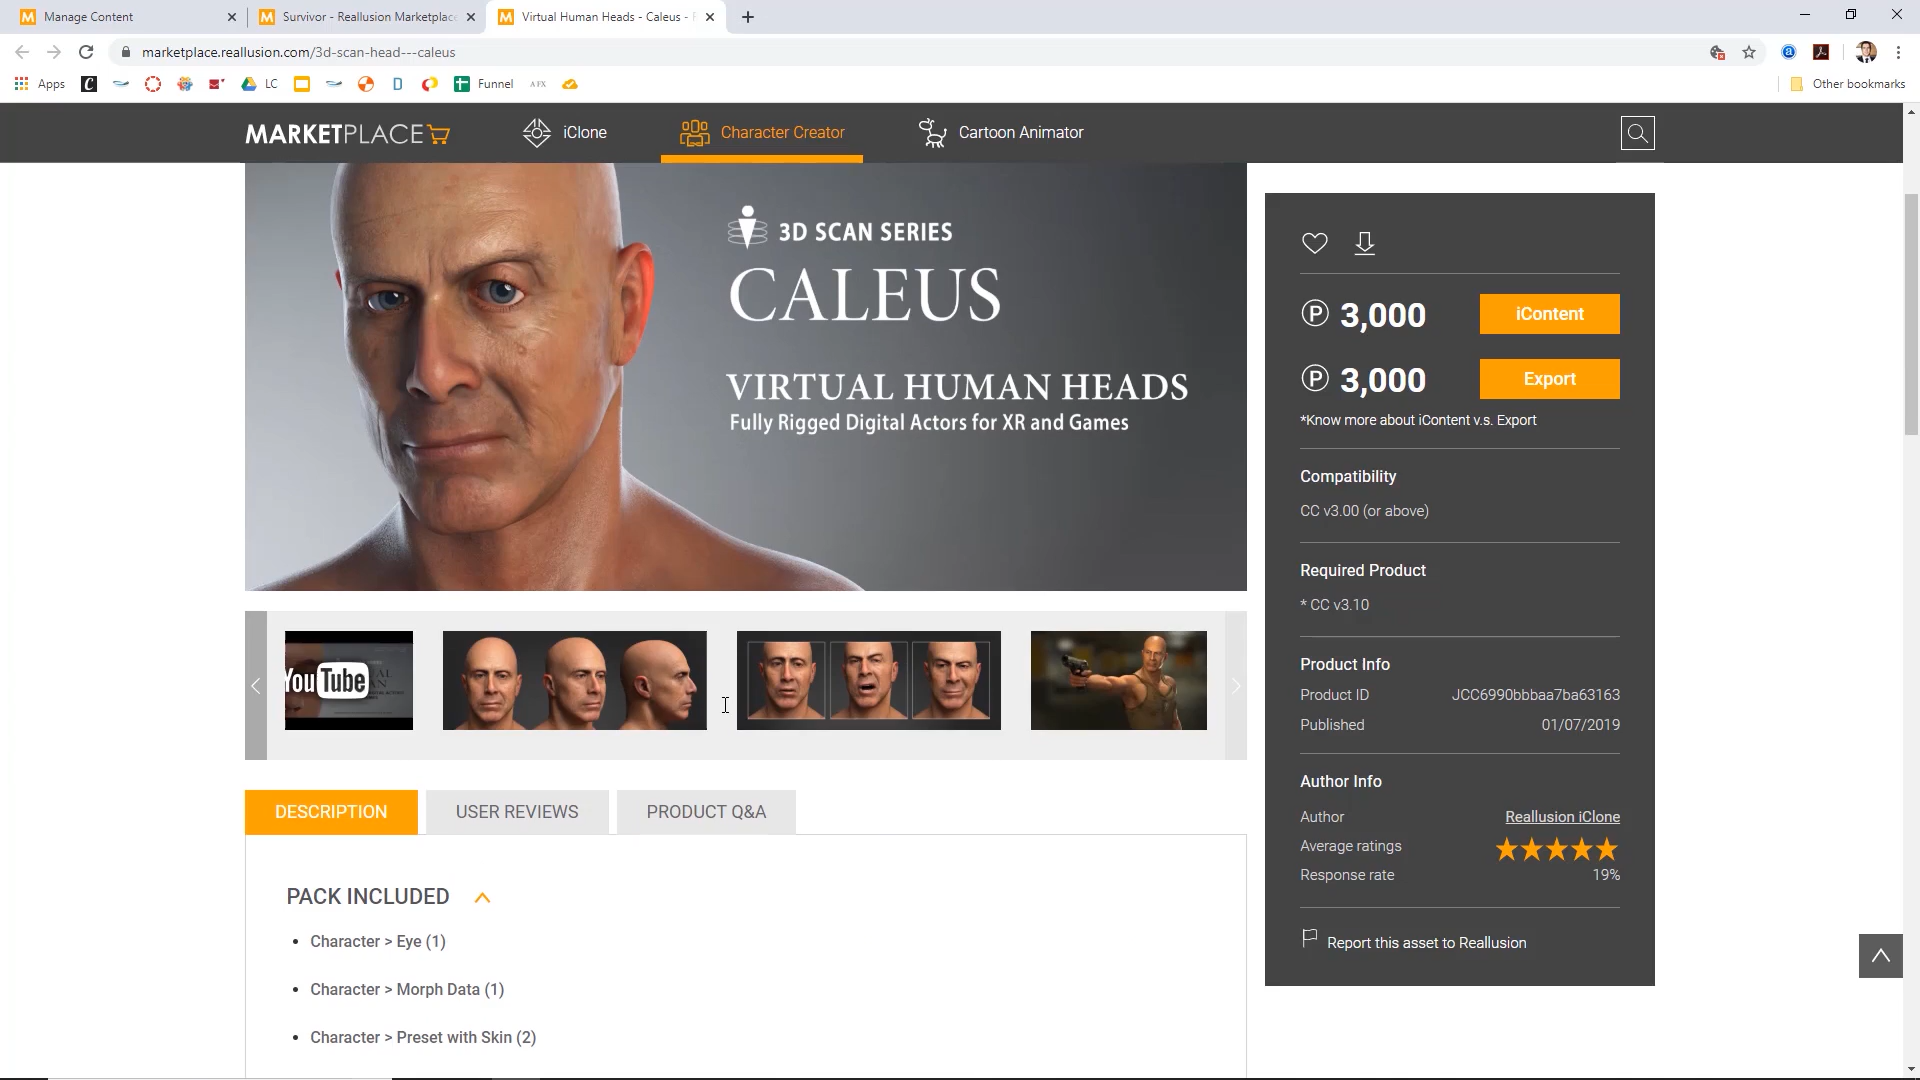 Manage Content
Survivor - Reallusion Marketplace
Virtual Human Heads - Caleus -
marketplace.reallusion.com/3d-scan-head---caleus
Apps
LC
Funnel
Other bookmarks
MARKETPLACE
iClone
Character Creator
Cartoon Animator
3D SCAN SERIES
CALEUS
VIRTUAL HUMAN HEADS
Fully Rigged Digital Actors for XR and Games
P 3,000
iContent
P 3,000
Export
*Know more about iContent v.s. Export
Compatibility
CC v3.00 (or above)
Required Product
* CC v3.10
Product Info
Product ID JCC6990bbbaa7ba63163
Published 01/07/2019
Author Info
Author Reallusion iClone
Average ratings
Response rate 19%
Report this asset to Reallusion
YouTube
DESCRIPTION
USER REVIEWS
PRODUCT Q&A
PACK INCLUDED
• Character > Eye (1)
• Character > Morph Data (1)
• Character > Preset with Skin (2)